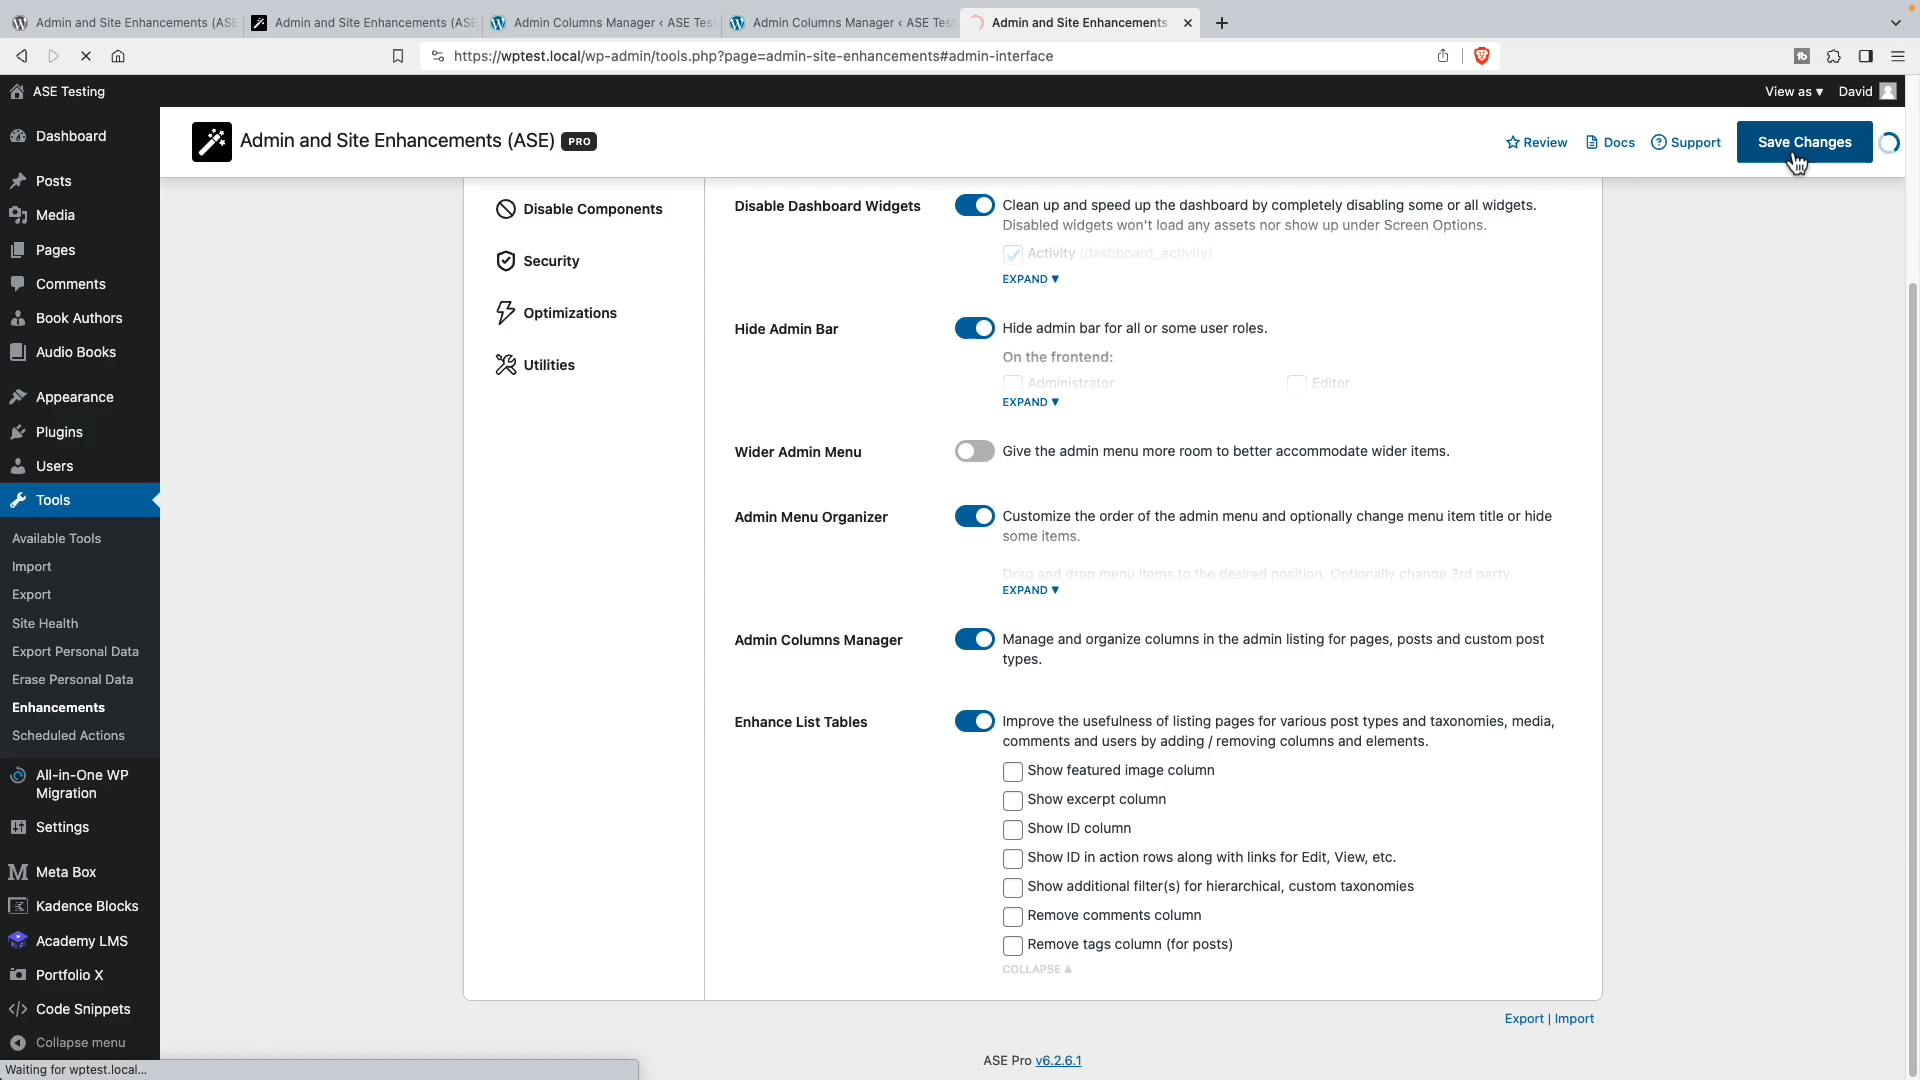 Admin and Site Enhancements (ASE
Admin and Site Enhancements (ASE
Admin Columns Manager ‹ ASE Test
Admin Columns Manager ‹ ASE Test
Admin and Site Enhancements
https://wptest.local/wp-admin/tools.php?page=admin-site-enhancements#admin-interface
ASE Testing
View as ▾
David
Admin and Site Enhancements (ASE) PRO
Review
Docs
Support
Save Changes
Dashboard
Posts
Media
Pages
Comments
Book Authors
Audio Books
Appearance
Plugins
Users
Tools
Available Tools
Import
Export
Site Health
Export Personal Data
Erase Personal Data
Enhancements
Scheduled Actions
All-in-One WP
Migration
Settings
Meta Box
Kadence Blocks
Academy LMS
Portfolio X
Code Snippets
Collapse menu
Disable Components
Security
Optimizations
Utilities
Disable Dashboard Widgets
Clean up and speed up the dashboard by completely disabling some or all widgets.
Disabled widgets won't load any assets nor show up under Screen Options.
Activity (dashboard_activity)
EXPAND ▼
Hide Admin Bar
Hide admin bar for all or some user roles.
On the frontend:
Administrator
Editor
EXPAND ▼
Wider Admin Menu
Give the admin menu more room to better accommodate wider items.
Admin Menu Organizer
Customize the order of the admin menu and optionally change menu item title or hide
some items.
Drag and drop menu items to the desired position. Optionally change 3rd party
EXPAND ▼
Admin Columns Manager
Manage and organize columns in the admin listing for pages, posts and custom post
types.
Enhance List Tables
Improve the usefulness of listing pages for various post types and taxonomies, media,
comments and users by adding / removing columns and elements.
Show featured image column
Show excerpt column
Show ID column
Show ID in action rows along with links for Edit, View, etc.
Show additional filter(s) for hierarchical, custom taxonomies
Remove comments column
Remove tags column (for posts)
COLLAPSE ▲
Export | Import
ASE Pro v6.2.6.1
Waiting for wptest.local...